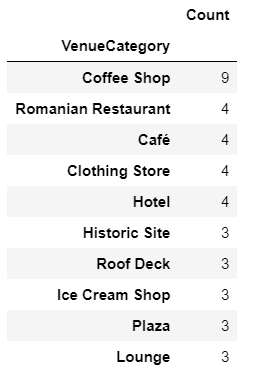 Count
VenueCategory
Coffee Shop 9
Romanian Restaurant 4
Café 4
Clothing Store 4
Hotel 4
Historic Site 3
Roof Deck 3
Ice Cream Shop 3
Plaza 3
Lounge 3